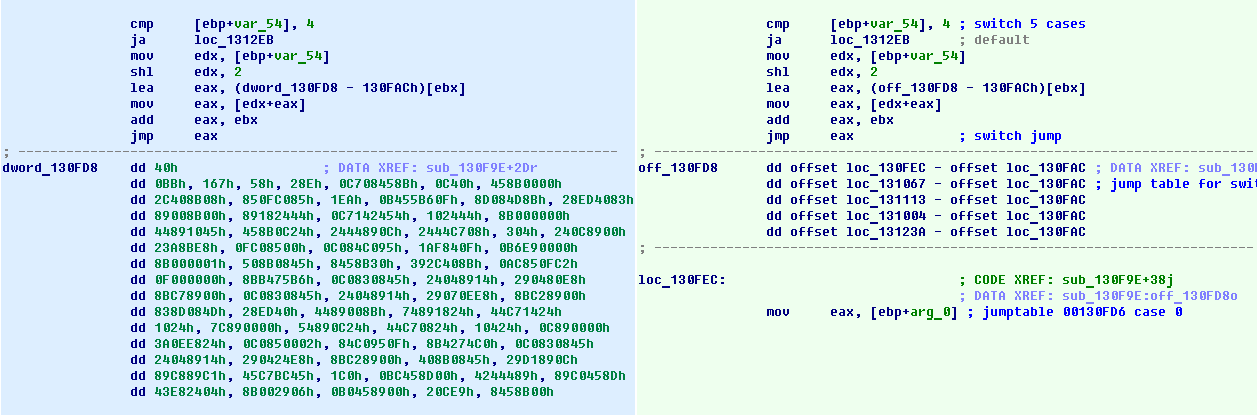 cmp     [ebp+var_54], 4
ja      loc_1312EB
mov     edx, [ebp+var_54]
shl     edx, 2
lea     eax, (dword_130FD8 - 130FACh)[ebx]
mov     eax, [edx+eax]
add     eax, ebx
jmp     eax
; ---------------------------------------------------------------------------
dword_130FD8    dd 40h                  ; DATA XREF: sub_130F9E+2Dr
dd 0BBh, 167h, 58h, 28Eh, 0C708458Bh, 0C40h, 458B0000h
dd 2C408B08h, 850FC085h, 1EAh, 0B455B60Fh, 8D084D8Bh, 28ED4083h
dd 89008B00h, 89182444h, 0C7142454h, 102444h, 8B000000h
dd 44891045h, 458B0C24h, 2444890Ch, 2444C708h, 304h, 240C8900h
dd 23A8BE8h, 0FC08500h, 0C084C095h, 1AF840Fh, 0B6E90000h
dd 8B000001h, 508B0845h, 8458B30h, 392C408Bh, 0AC850FC2h
dd 0F000000h, 8BB475B6h, 0C0830845h, 24048914h, 290480E8h
dd 8BC78900h, 0C0830845h, 24048914h, 29070EE8h, 8BC28900h
dd 838D084Dh, 28ED40h, 4489008Bh, 74891824h, 44C71424h
dd 1024h, 7C890000h, 54890C24h, 44C70824h, 10424h, 0C890000h
dd 3A0EE824h, 0C0850002h, 84C0950Fh, 8B4274C0h, 0C0830845h
dd 24048914h, 290424E8h, 8BC28900h, 408B0845h, 29D1890Ch
dd 89C889C1h, 45C7BC45h, 1C0h, 0BC458D00h, 4244489h, 89C0458Dh
dd 43E82404h, 8B002906h, 0B0458900h, 20CE9h, 8458B00h
cmp     [ebp+var_54], 4 ; switch 5 cases
ja      loc_1312EB      ; default
mov     edx, [ebp+var_54]
shl     edx, 2
lea     eax, (off_130FD8 - 130FACh)[ebx]
mov     eax, [edx+eax]
add     eax, ebx
jmp     eax             ; switch jump
; ---------------------------------------------------------------------------
off_130FD8      dd offset loc_130FEC - offset loc_130FAC ; DATA XREF: sub_130
dd offset loc_131067 - offset loc_130FAC ; jump table for swit
dd offset loc_131113 - offset loc_130FAC
dd offset loc_131004 - offset loc_130FAC
dd offset loc_13123A - offset loc_130FAC
; ---------------------------------------------------------------------------
loc_130FEC:                             ; CODE XREF: sub_130F9E+38j
; DATA XREF: sub_130F9E:off_130FD8o
mov     eax, [ebp+arg_0] ; jumptable 00130FD6 case 0